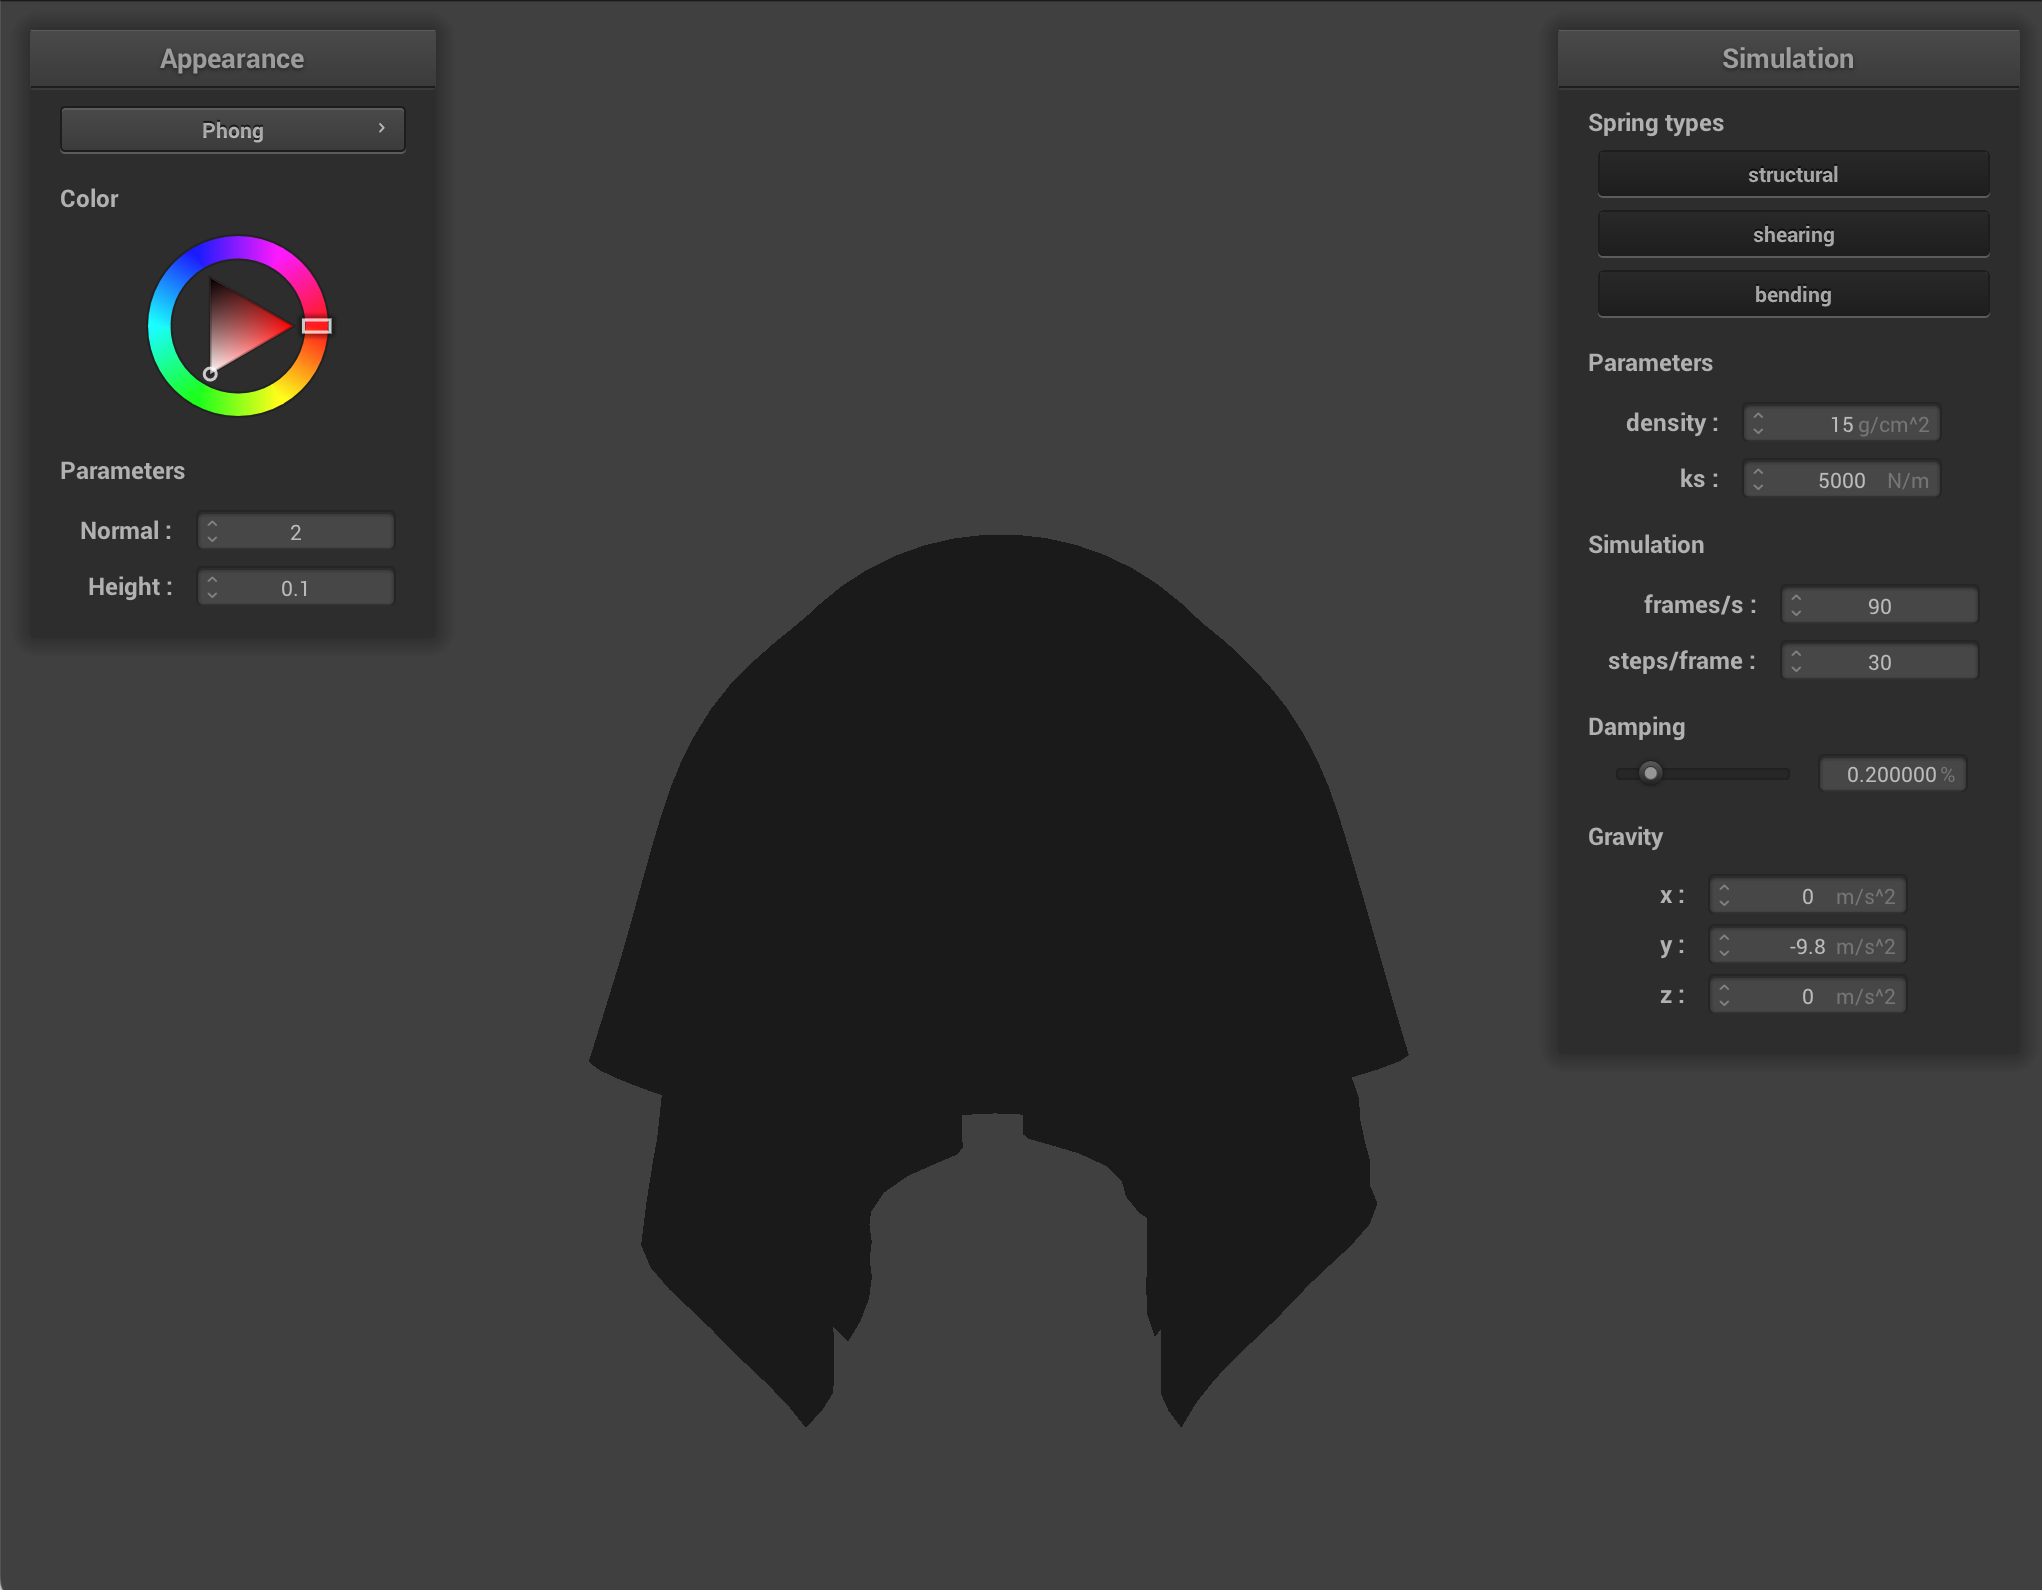 Appearance
Phong
Color
Parameters
Normal : 2
Height : 0.1
Simulation
Spring types
structural
shearing
bending
Parameters
density : 15 g/cm^2
ks : 5000 N/m
Simulation
frames/s : 90
steps/frame : 30
Damping
0.200000 %
Gravity
x : 0 m/s^2
y : -9.8 m/s^2
z : 0 m/s^2